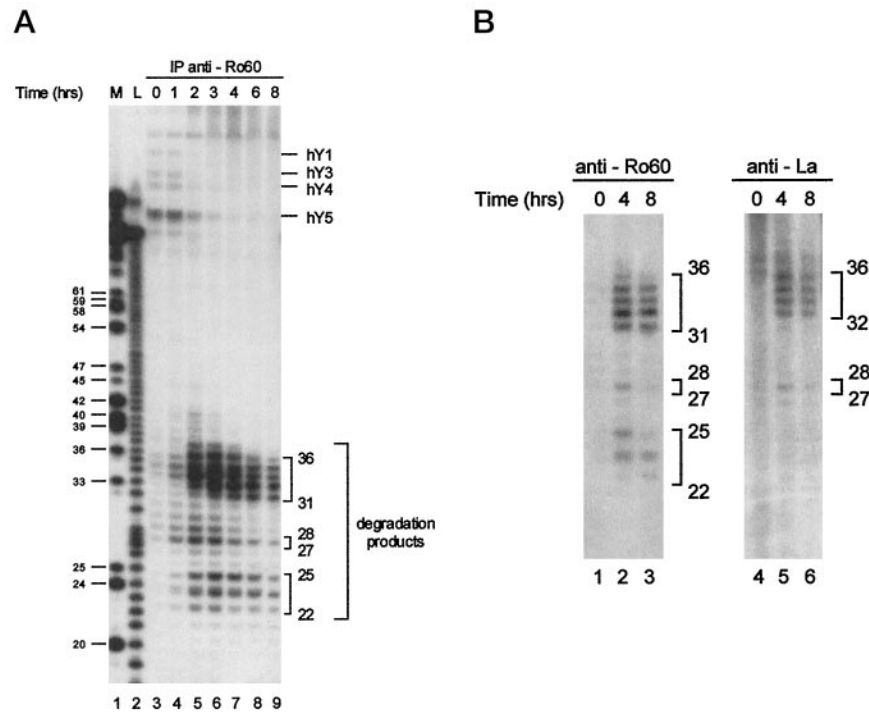 A
IP anti - Ro60
Time (hrs) M L 0 1 2 3 4 6 8
hY1
hY3
hY4
hY5
61
59
58
54
47
45
42
40
39
36
33
25
24
20
36
31
28
27
25
22
degradation
products
1 2 3 4 5 6 7 8 9
B
anti - Ro60 anti - La
Time (hrs) 0 4 8 0 4 8
36
31
28
27
25
22
36
32
28
27
1 2 3 4 5 6